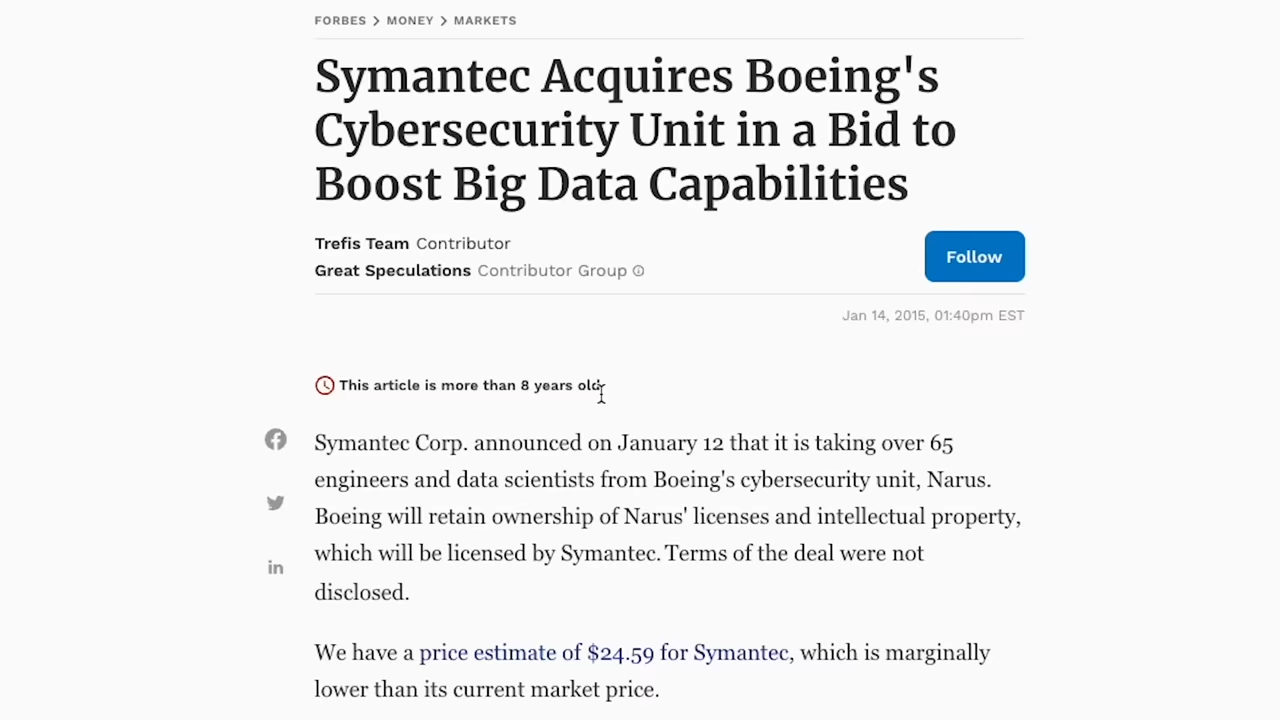 FORBES > MONEY > MARKETS
Symantec Acquires Boeing's
Cybersecurity Unit in a Bid to
Boost Big Data Capabilities
Trefis Team Contributor
Great Speculations Contributor Group
Follow
Jan 14, 2015, 01:40pm EST
This article is more than 8 years old.
Symantec Corp. announced on January 12 that it is taking over 65
engineers and data scientists from Boeing's cybersecurity unit, Narus.
Boeing will retain ownership of Narus' licenses and intellectual property,
which will be licensed by Symantec. Terms of the deal were not
disclosed.
in
We have a price estimate of $24.59 for Symantec, which is marginally
lower than its current market price.